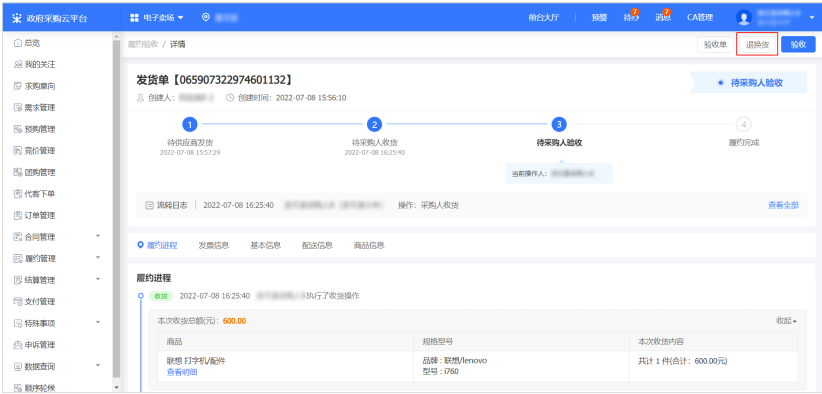 政府采购云平台
电子卖场
前台大厅
预警
待办 7
消息 7
CA管理
总览
我的关注
求购意向
需求管理
预购管理
竞价管理
团购管理
代客下单
订单管理
合同管理
履约管理
结算管理
支付管理
特殊事项
申诉管理
数据查询
顺序轮候
履约验收 / 详情
验收单
退换货
验收
发货单【065907322974601132】
待采购人验收
创建人：
创建时间：2022-07-08 15:56:10
1 2 3 4
待供应商发货 待采购人收货 待采购人验收 履约完成
2022-07-08 15:57:29 2022-07-08 16:25:40
当前操作人：
流转日志 2022-07-08 16:25:40 操作：采购人收货 查看全部
履约进程 发票信息 基本信息 配送信息 商品信息
履约进程
收货 2022-07-08 16:25:40 执行了收货操作
本次收货总额(元)：600.00 收起
商品 规格型号 本次收货内容
联想 打字机/配件 品牌：联想/lenovo 共计 1 件(合计：600.00元)
查看明细 型号：i760